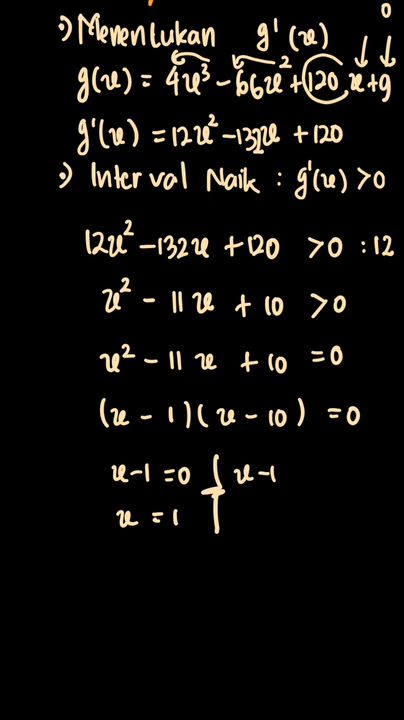 0
:) Menentukan g'(x)
g(x) = 4x³ - 66x² + 120x + 9
g'(x) = 12x² - 132x + 120
:) Interval Naik : g'(x) > 0
12x² - 132x + 120 > 0 : 12
x² - 11x + 10 > 0
x² - 11x + 10 = 0
(x - 1)(x - 10) = 0
x - 1 = 0 | x - 1
x = 1